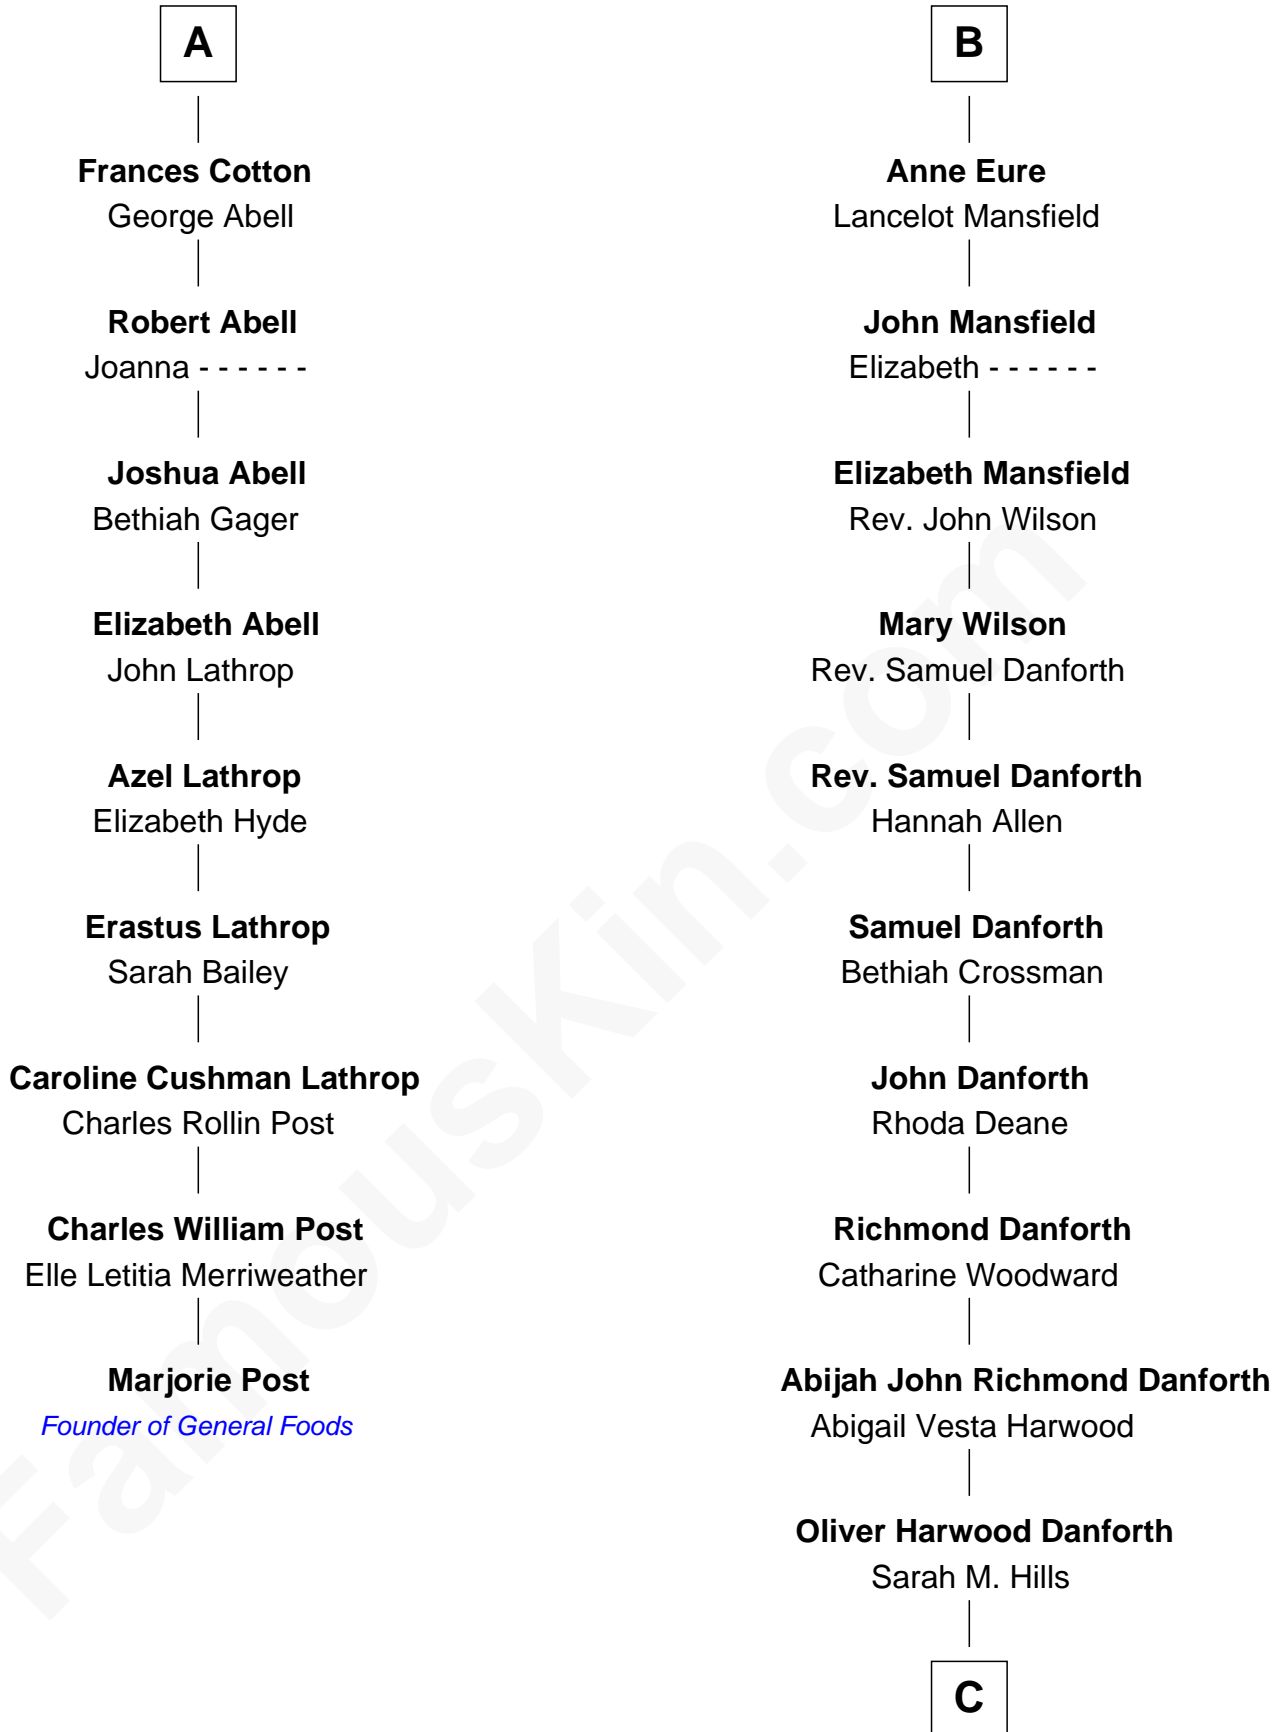 A
Frances Cotton
George Abell
Robert Abell
Joanna - - - - - -
Joshua Abell
Bethiah Gager
Elizabeth Abell
John Lathrop
Azel Lathrop
Elizabeth Hyde
Erastus Lathrop
Sarah Bailey
Caroline Cushman Lathrop
Charles Rollin Post
Charles William Post
Elle Letitia Merriweather
Marjorie Post
Founder of General Foods
B
Anne Eure
Lancelot Mansfield
John Mansfield
Elizabeth - - - - - -
Elizabeth Mansfield
Rev. John Wilson
Mary Wilson
Rev. Samuel Danforth
Rev. Samuel Danforth
Hannah Allen
Samuel Danforth
Bethiah Crossman
John Danforth
Rhoda Deane
Richmond Danforth
Catharine Woodward
Abijah John Richmond Danforth
Abigail Vesta Harwood
Oliver Harwood Danforth
Sarah M. Hills
C
FamousKin.com